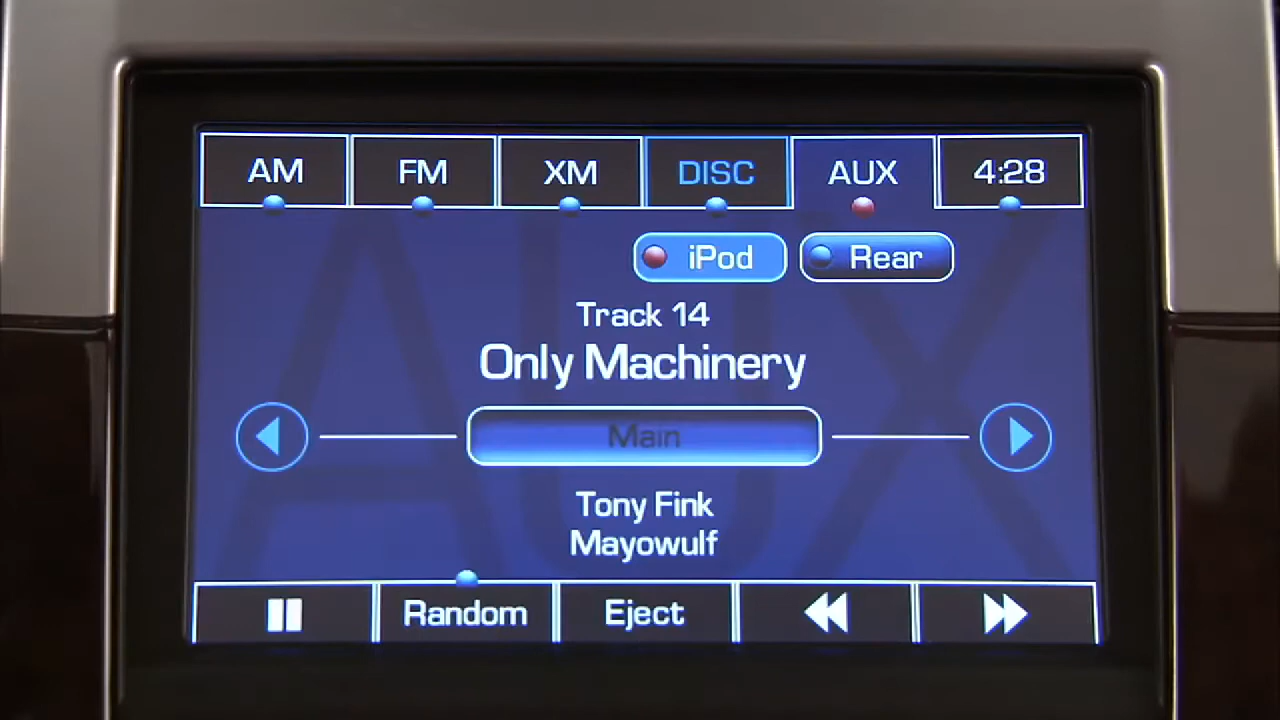 AM FM XM DISC AUX 4:28
iPod Rear
Track 14
Only Machinery
Main
Tony Fink
Mayowulf
Random Eject
AUX